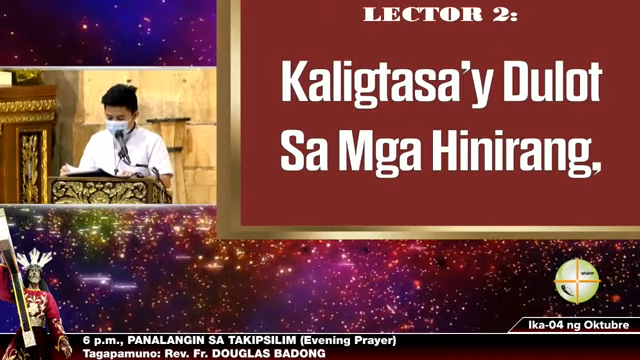 LECTOR 2:
Kaligtasa'y Dulot
Sa Mga Hinirang,
Ika-04 ng Oktubre
6 p.m., PANALANGIN SA TAKIPSILIM (Evening Prayer)
Tagapamuno: Rev. Fr. DOUGLAS BADONG